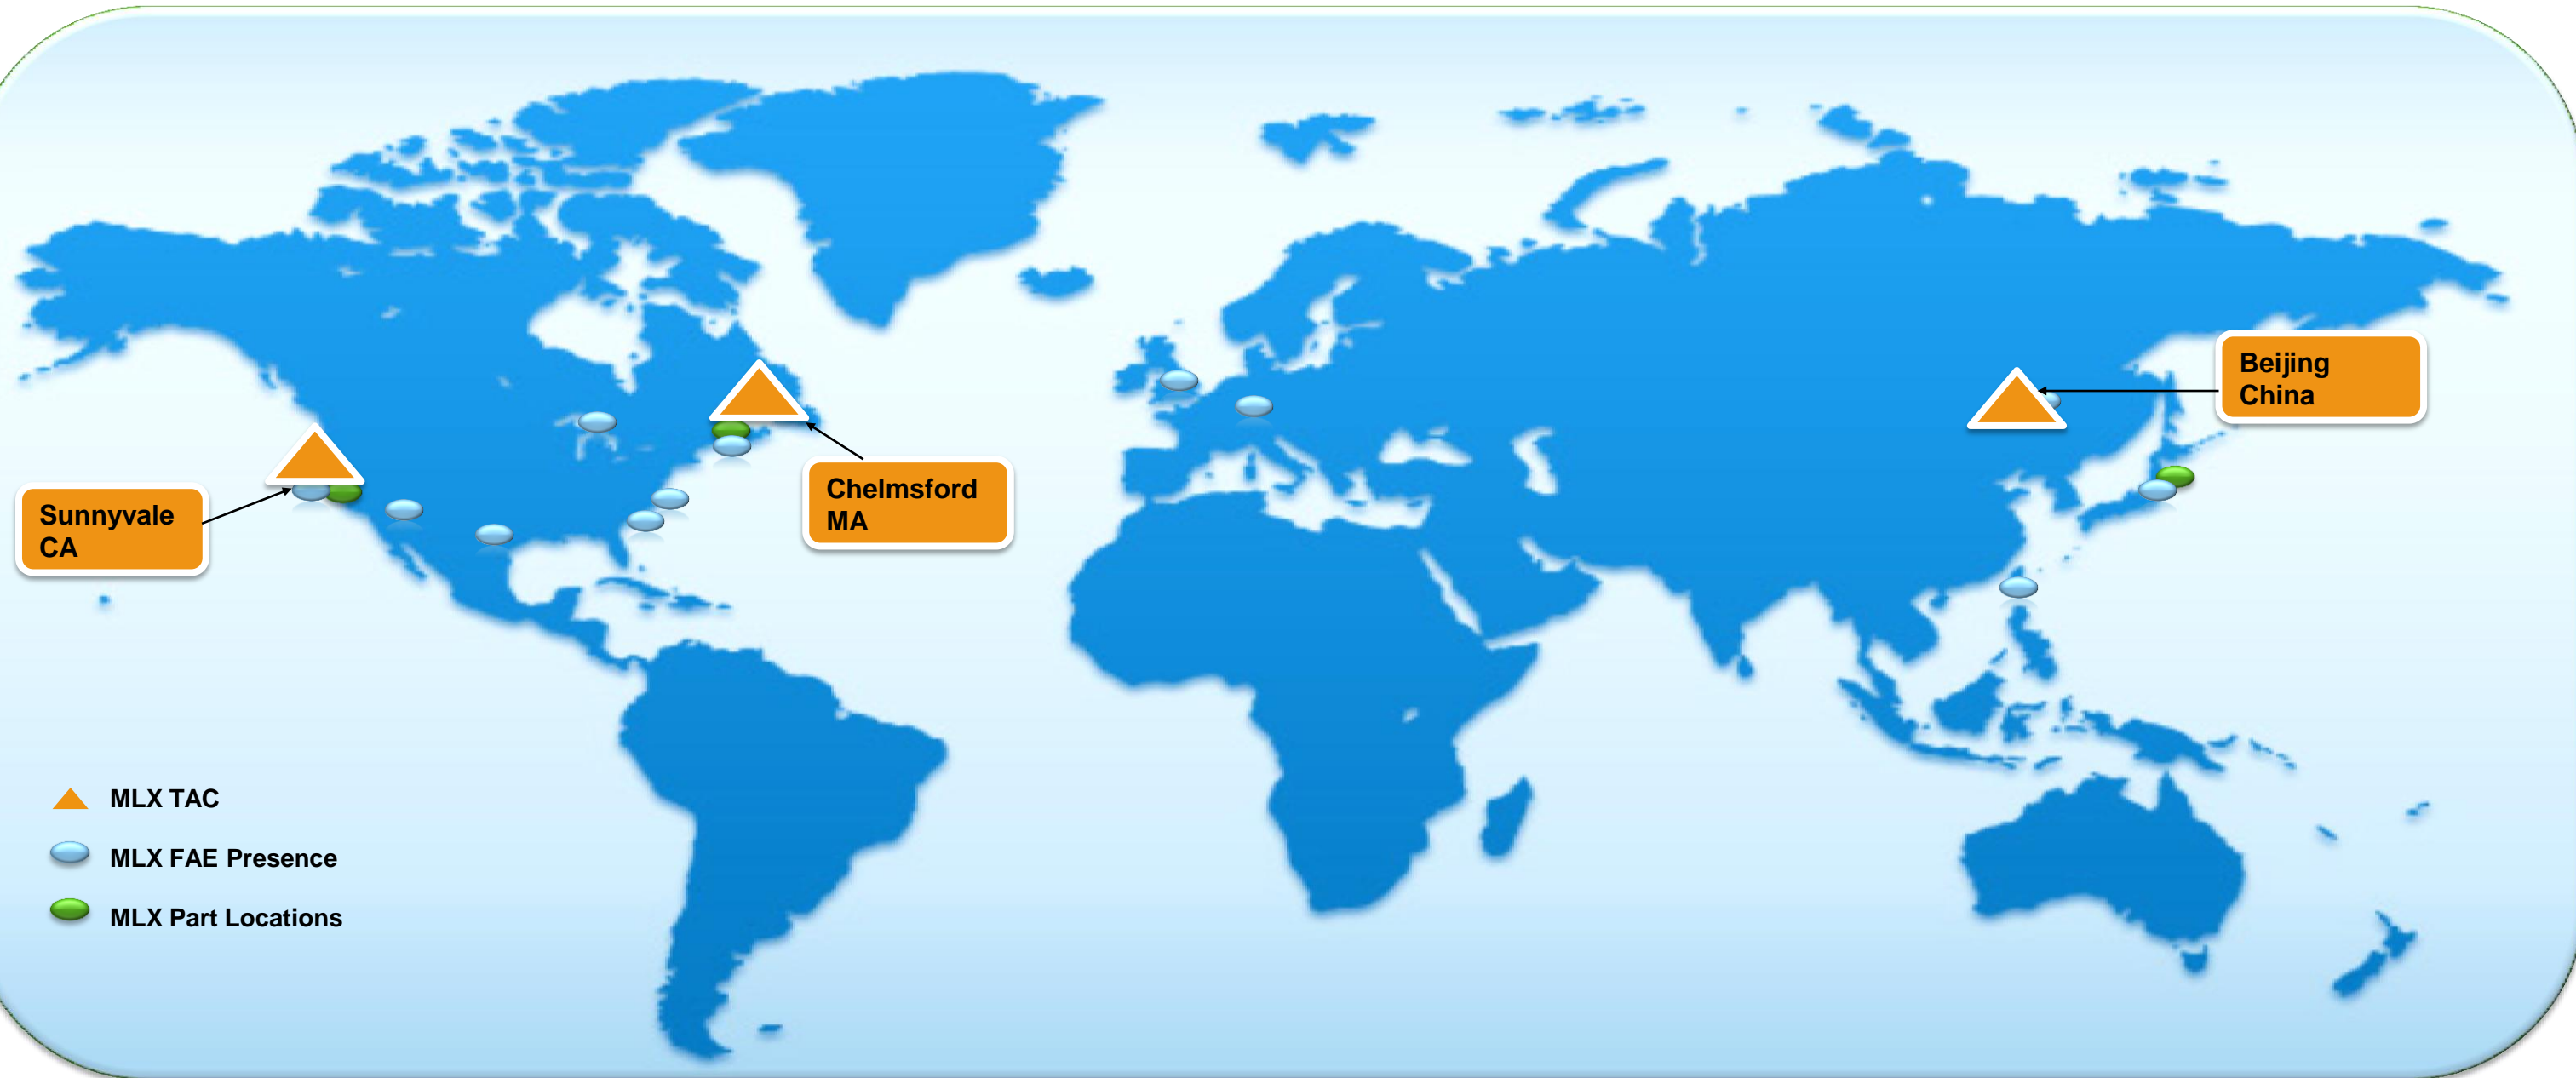 Beijing
China
Chelmsford
MA
Sunnyvale
CA
MLX TAC
MLX FAE Presence
MLX Part Locations